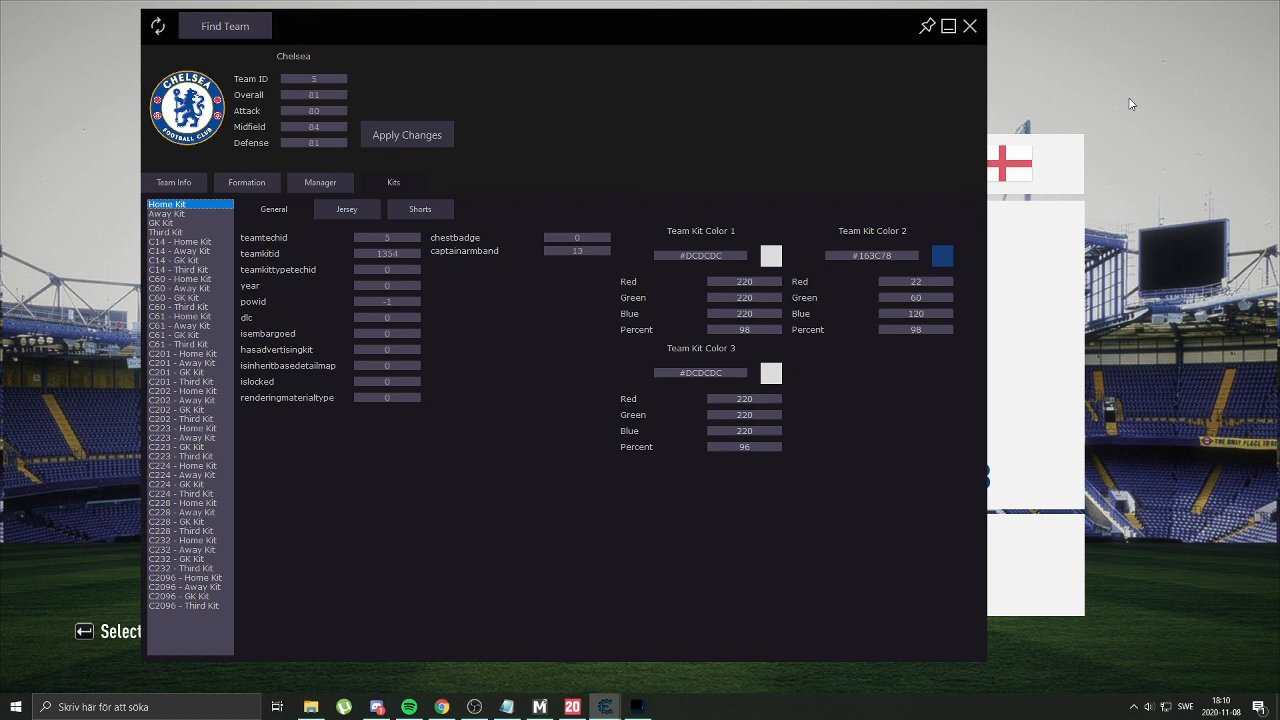 Find Team
Chelsea
CHELSEA
FOOTBALL CLUB
Team ID 5
Overall 81
Attack 80
Midfield 84
Defense 81
Apply Changes
Team Info Formation Manager Kits
General Jersey Shorts
Home Kit
Away Kit
GK Kit
Third Kit
C14 - Home Kit
C14 - Away Kit
C14 - GK Kit
C14 - Third Kit
C60 - Home Kit
C60 - Away Kit
C60 - GK Kit
C60 - Third Kit
C61 - Home Kit
C61 - Away Kit
C61 - GK Kit
C61 - Third Kit
C201 - Home Kit
C201 - Away Kit
C201 - GK Kit
C201 - Third Kit
C202 - Home Kit
C202 - Away Kit
C202 - GK Kit
C202 - Third Kit
C223 - Home Kit
C223 - Away Kit
C223 - GK Kit
C223 - Third Kit
C224 - Home Kit
C224 - Away Kit
C224 - GK Kit
C224 - Third Kit
C228 - Home Kit
C228 - Away Kit
C228 - GK Kit
C228 - Third Kit
C232 - Home Kit
C232 - Away Kit
C232 - GK Kit
C232 - Third Kit
C2096 - Home Kit
C2096 - Away Kit
C2096 - GK Kit
C2096 - Third Kit
teamtechid 5
teamkitid 1354
teamkittypetechid 0
year 0
powid -1
dlc 0
isembargoed 0
hasadvertisingkit 0
isinheritbasedetailmap 0
islocked 0
renderingmaterialtype 0
chestbadge 0
captainarmband 13
Team Kit Color 1
#DCDCDC
Red 220
Green 220
Blue 220
Percent 98
Team Kit Color 2
#163C78
Red 22
Green 60
Blue 120
Percent 98
Team Kit Color 3
#DCDCDC
Red 220
Green 220
Blue 220
Percent 96
THE ONLY PLACE TO
Select
Skriv här för att söka
20
SWE
18:10
2020-11-08